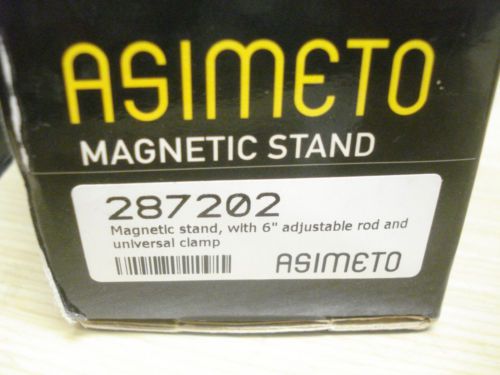 ASIMETO
MAGNETIC STAND
287202
Magnetic stand, with 6" adjustable rod and
universal clamp
ASIMETO